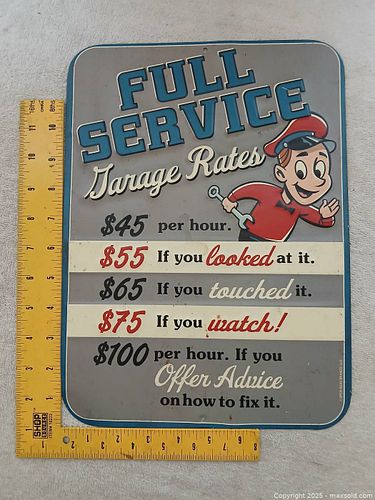 FULL
SERVICE
Garage Rates
$45 per hour.
$55 If you looked at it.
$65 If you touched it.
$75 If you watch!
$100 per hour. If you
Offer Advice
on how to fix it.
SHOP
Copyright 2025 - maxsold.com